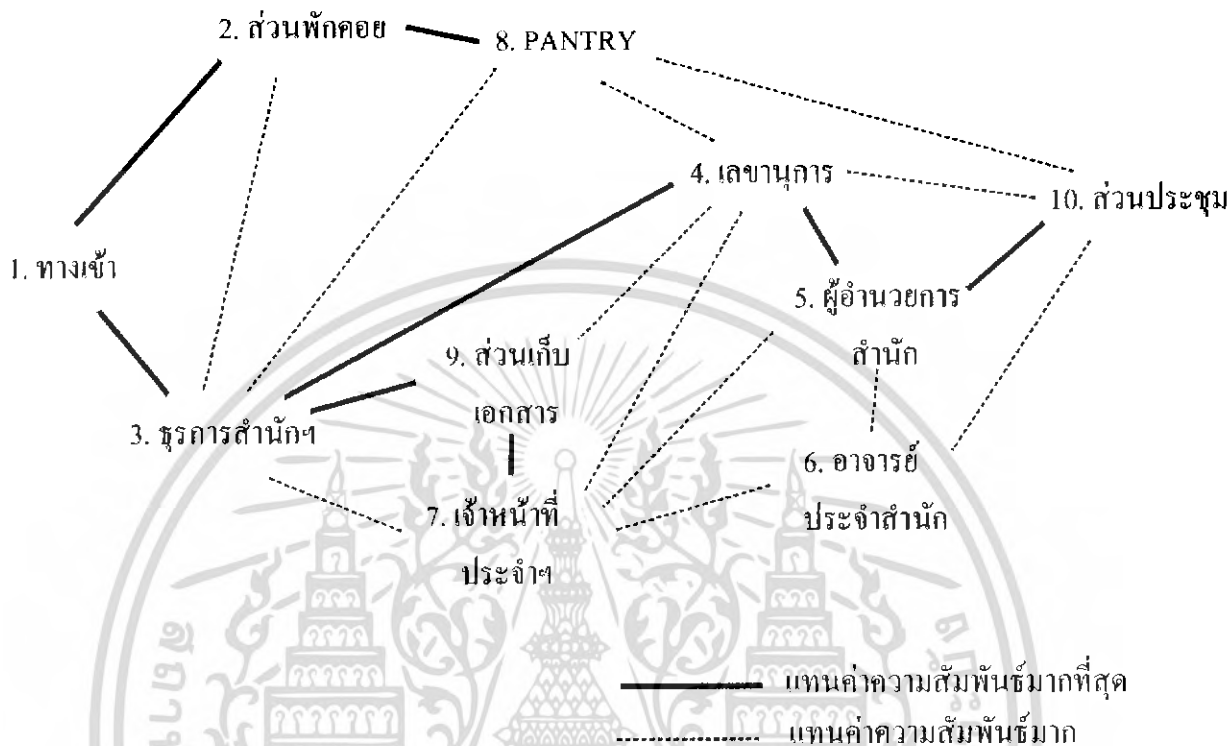 2. ส่วนพักคอย
8. PANTRY
4. เลขานุการ
10. ส่วนประชุม
1. ทางเข้า
5. ผู้อำนวยการ
สำนัก
9. ส่วนเก็บ
เอกสาร
3. ธุรการสำนักฯ
6. อาจารย์
ประจำสำนัก
7. เจ้าหน้าที่
ประจำฯ
แทนค่าความสัมพันธ์มากที่สุด
แทนค่าความสัมพันธ์มาก